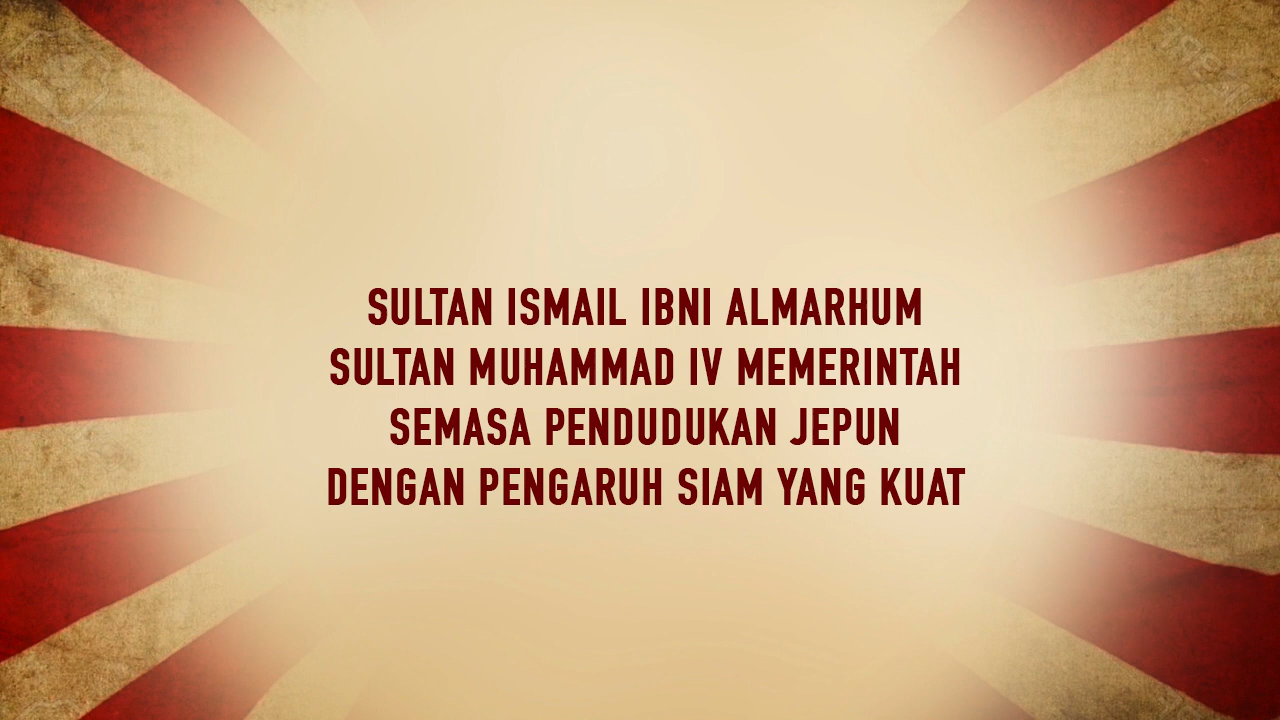 SULTAN ISMAIL IBNI ALMARHUM
SULTAN MUHAMMAD IV MEMERINTAH
SEMASA PENDUDUKAN JEPUN
DENGAN PENGARUH SIAM YANG KUAT